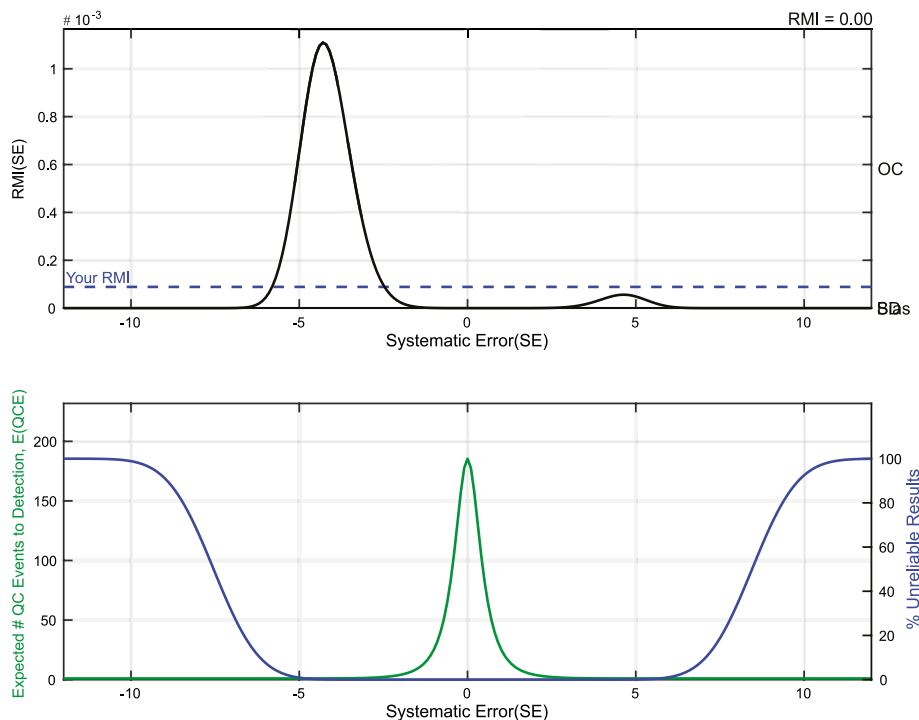 # 10⁻³
RMI = 0.00
1
0.8
0.6
0.4
0.2
0
RMI(SE)
Your RMI
OC
Bias
-10 -5 0 5 10
Systematic Error(SE)
200
150
100
50
0
Expected # QC Events to Detection, E(QCE)
100
80
60
40
20
0
% Unreliable Results
-10 -5 0 5 10
Systematic Error(SE)